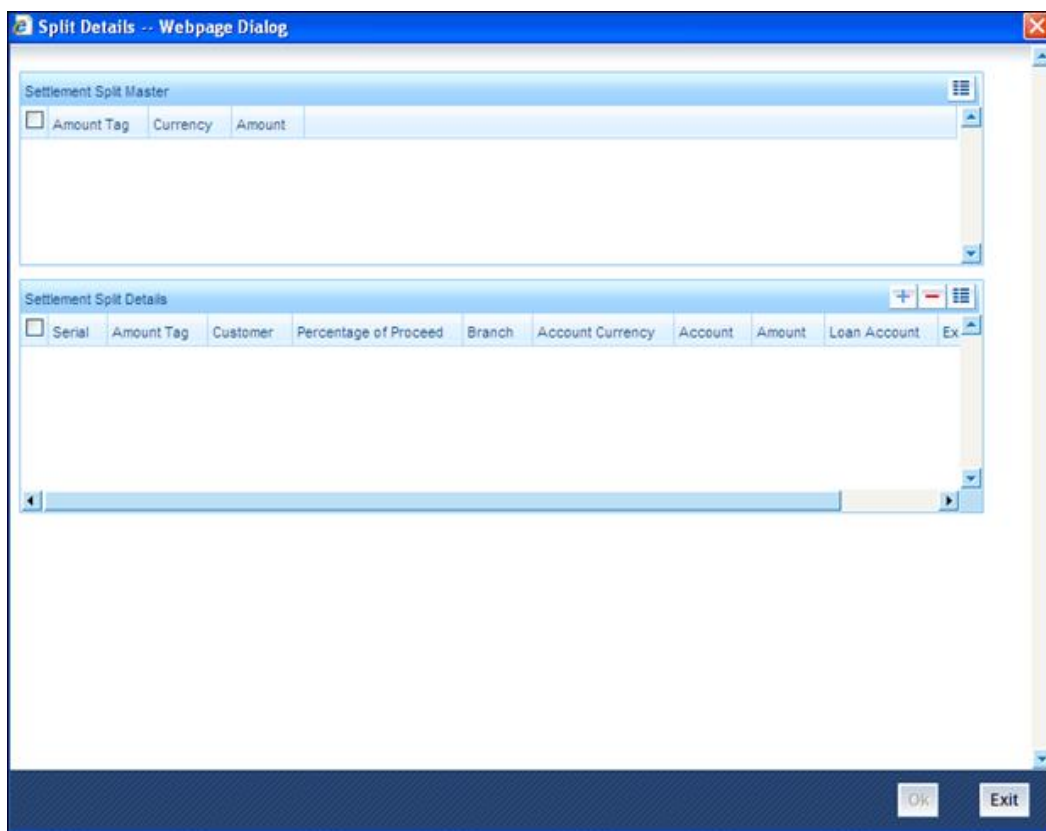 Split Details -- Webpage Dialog
Settlement Split Master
Amount Tag Currency Amount
Settlement Split Details
Serial Amount Tag Customer Percentage of Proceed Branch Account Currency Account Amount Loan Account Ex
Ok Exit